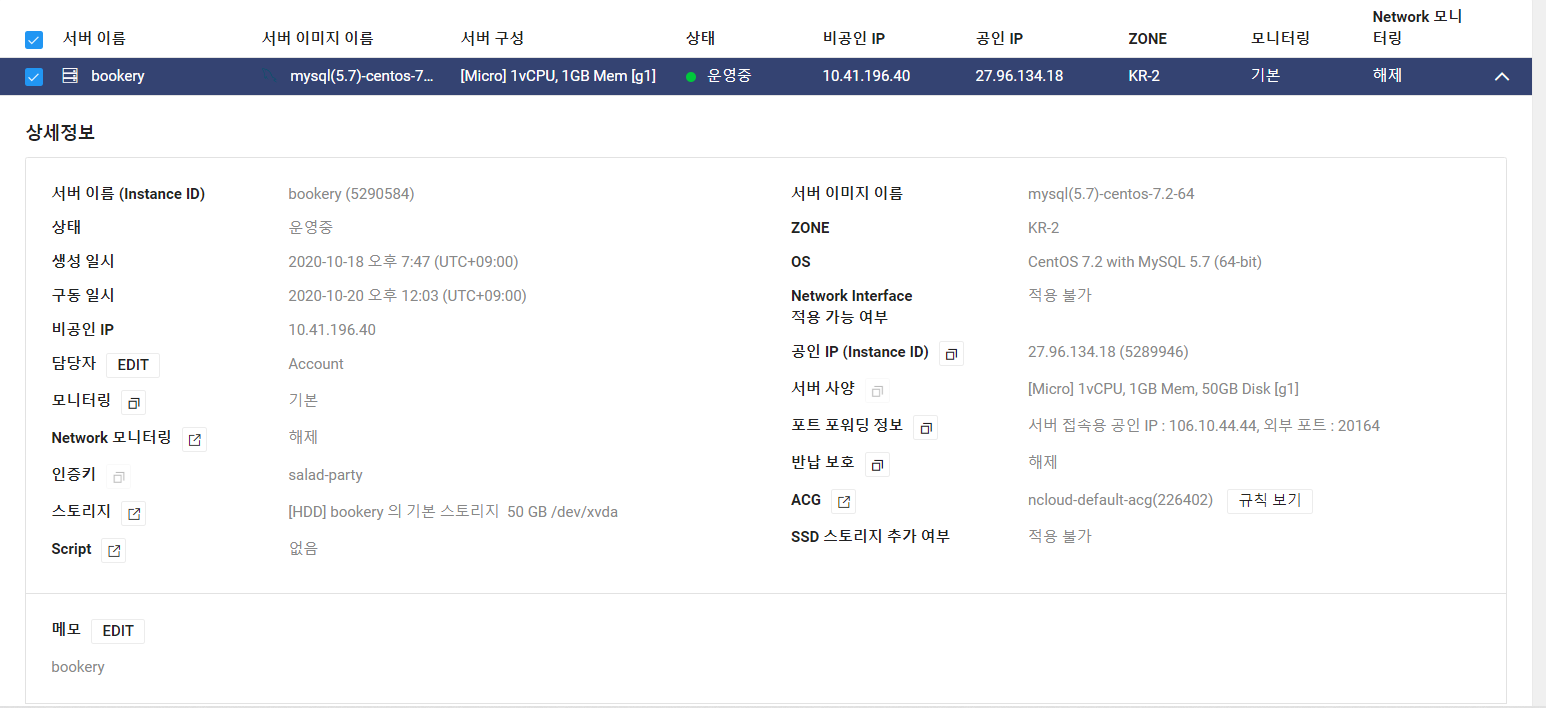 Network 모니
서버 이름 서버 이미지 이름 서버 구성 상태 비공인 IP 공인 IP ZONE 모니터링 터링
bookery mysql(5.7)-centos-7... [Micro] 1vCPU, 1GB Mem [g1] 운영중 10.41.196.40 27.96.134.18 KR-2 기본 해제
상세정보
서버 이름 (Instance ID) bookery (5290584) 서버 이미지 이름 mysql(5.7)-centos-7.2-64
상태 운영중 ZONE KR-2
생성 일시 2020-10-18 오후 7:47 (UTC+09:00) OS CentOS 7.2 with MySQL 5.7 (64-bit)
구동 일시 2020-10-20 오후 12:03 (UTC+09:00) Network Interface 적용 불가
적용 가능 여부
비공인 IP 10.41.196.40
담당자 EDIT Account 공인 IP (Instance ID) 27.96.134.18 (5289946)
모니터링 기본 서버 사양 [Micro] 1vCPU, 1GB Mem, 50GB Disk [g1]
Network 모니터링 해제 포트 포워딩 정보 서버 접속용 공인 IP : 106.10.44.44, 외부 포트 : 20164
인증키 salad-party 반납 보호 해제
스토리지 [HDD] bookery 의 기본 스토리지 50 GB /dev/xvda ACG ncloud-default-acg(226402) 규칙 보기
Script 없음 SSD 스토리지 추가 여부 적용 불가
메모 EDIT
bookery